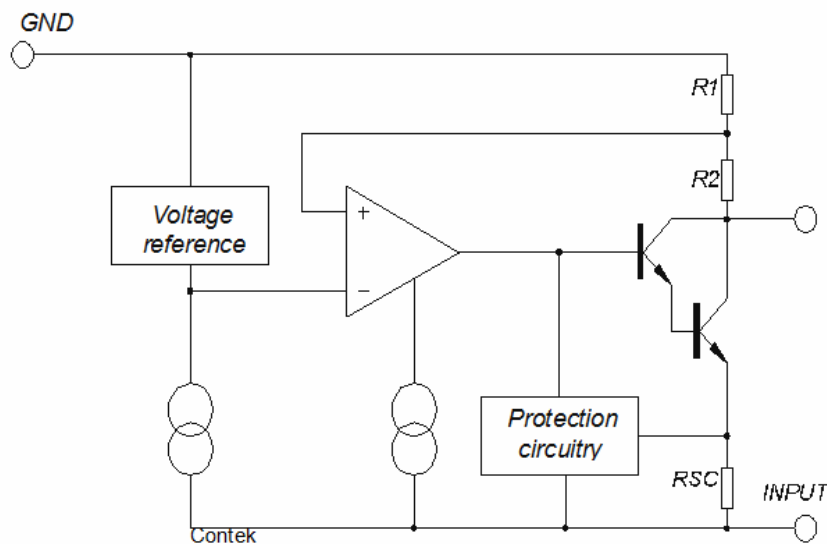 GND
R1
R2
Voltage
reference
+
−
Protection
circuitry
RSC
INPUT
Contek